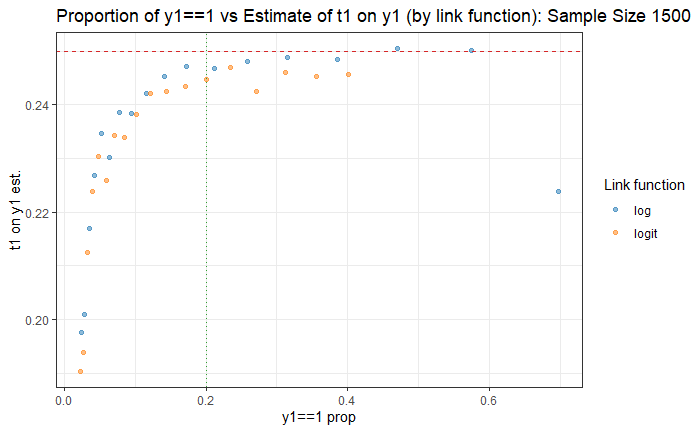 Proportion of y1==1 vs Estimate of t1 on y1 (by link function): Sample Size 1500
t1 on y1 est.
0.24
0.22
0.20
0.0
0.2
0.4
0.6
y1==1 prop
Link function
log
logit